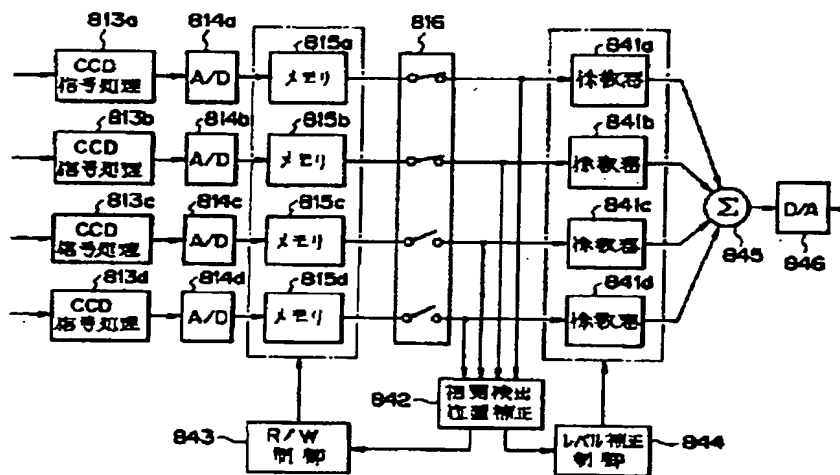 813a
814a
815a
816
841a
CCD
信号処理
A/D
メモリ
係数器
813b
814b
815b
841b
CCD
信号処理
A/D
メモリ
係数器
813c
814c
815c
841c
CCD
信号処理
A/D
メモリ
係数器
Σ
845
D/A
846
813d
814d
815d
841d
CCD
信号処理
A/D
メモリ
係数器
842
相関検出
位置補正
843
R/W
制御
レベル補正
制御
844